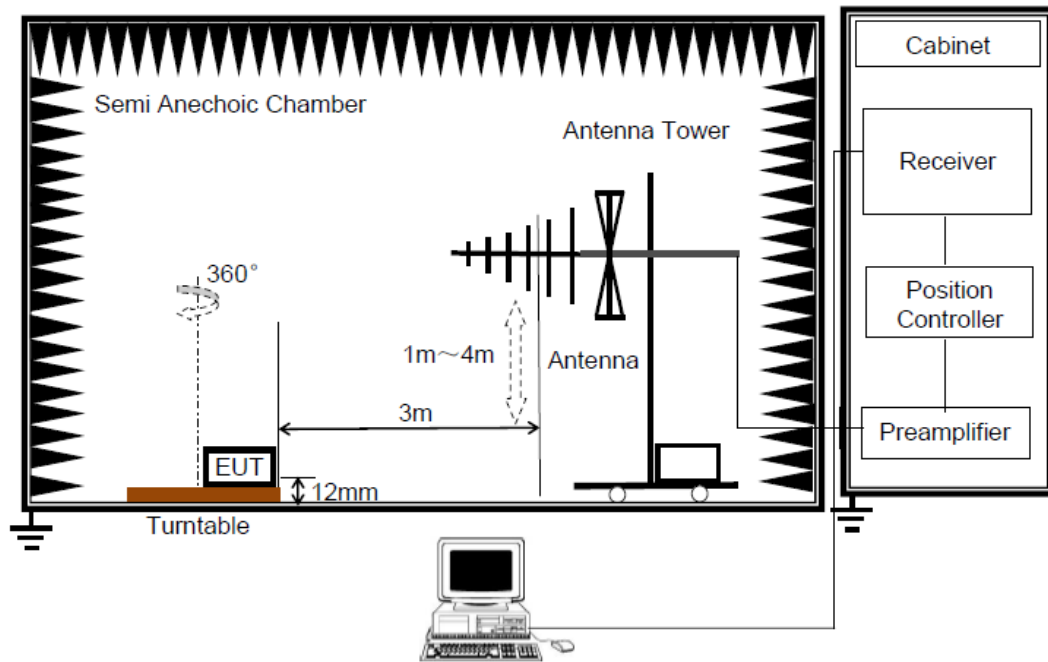 Cabinet
Semi Anechoic Chamber
Antenna Tower
Receiver
360°
Position
Controller
1m～4m
Antenna
3m
Preamplifier
EUT
12mm
Turntable